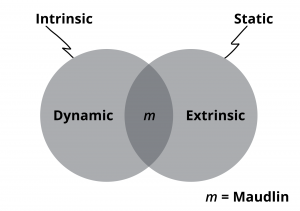 Intrinsic Static
Dynamic m Extrinsic
m = Maudlin